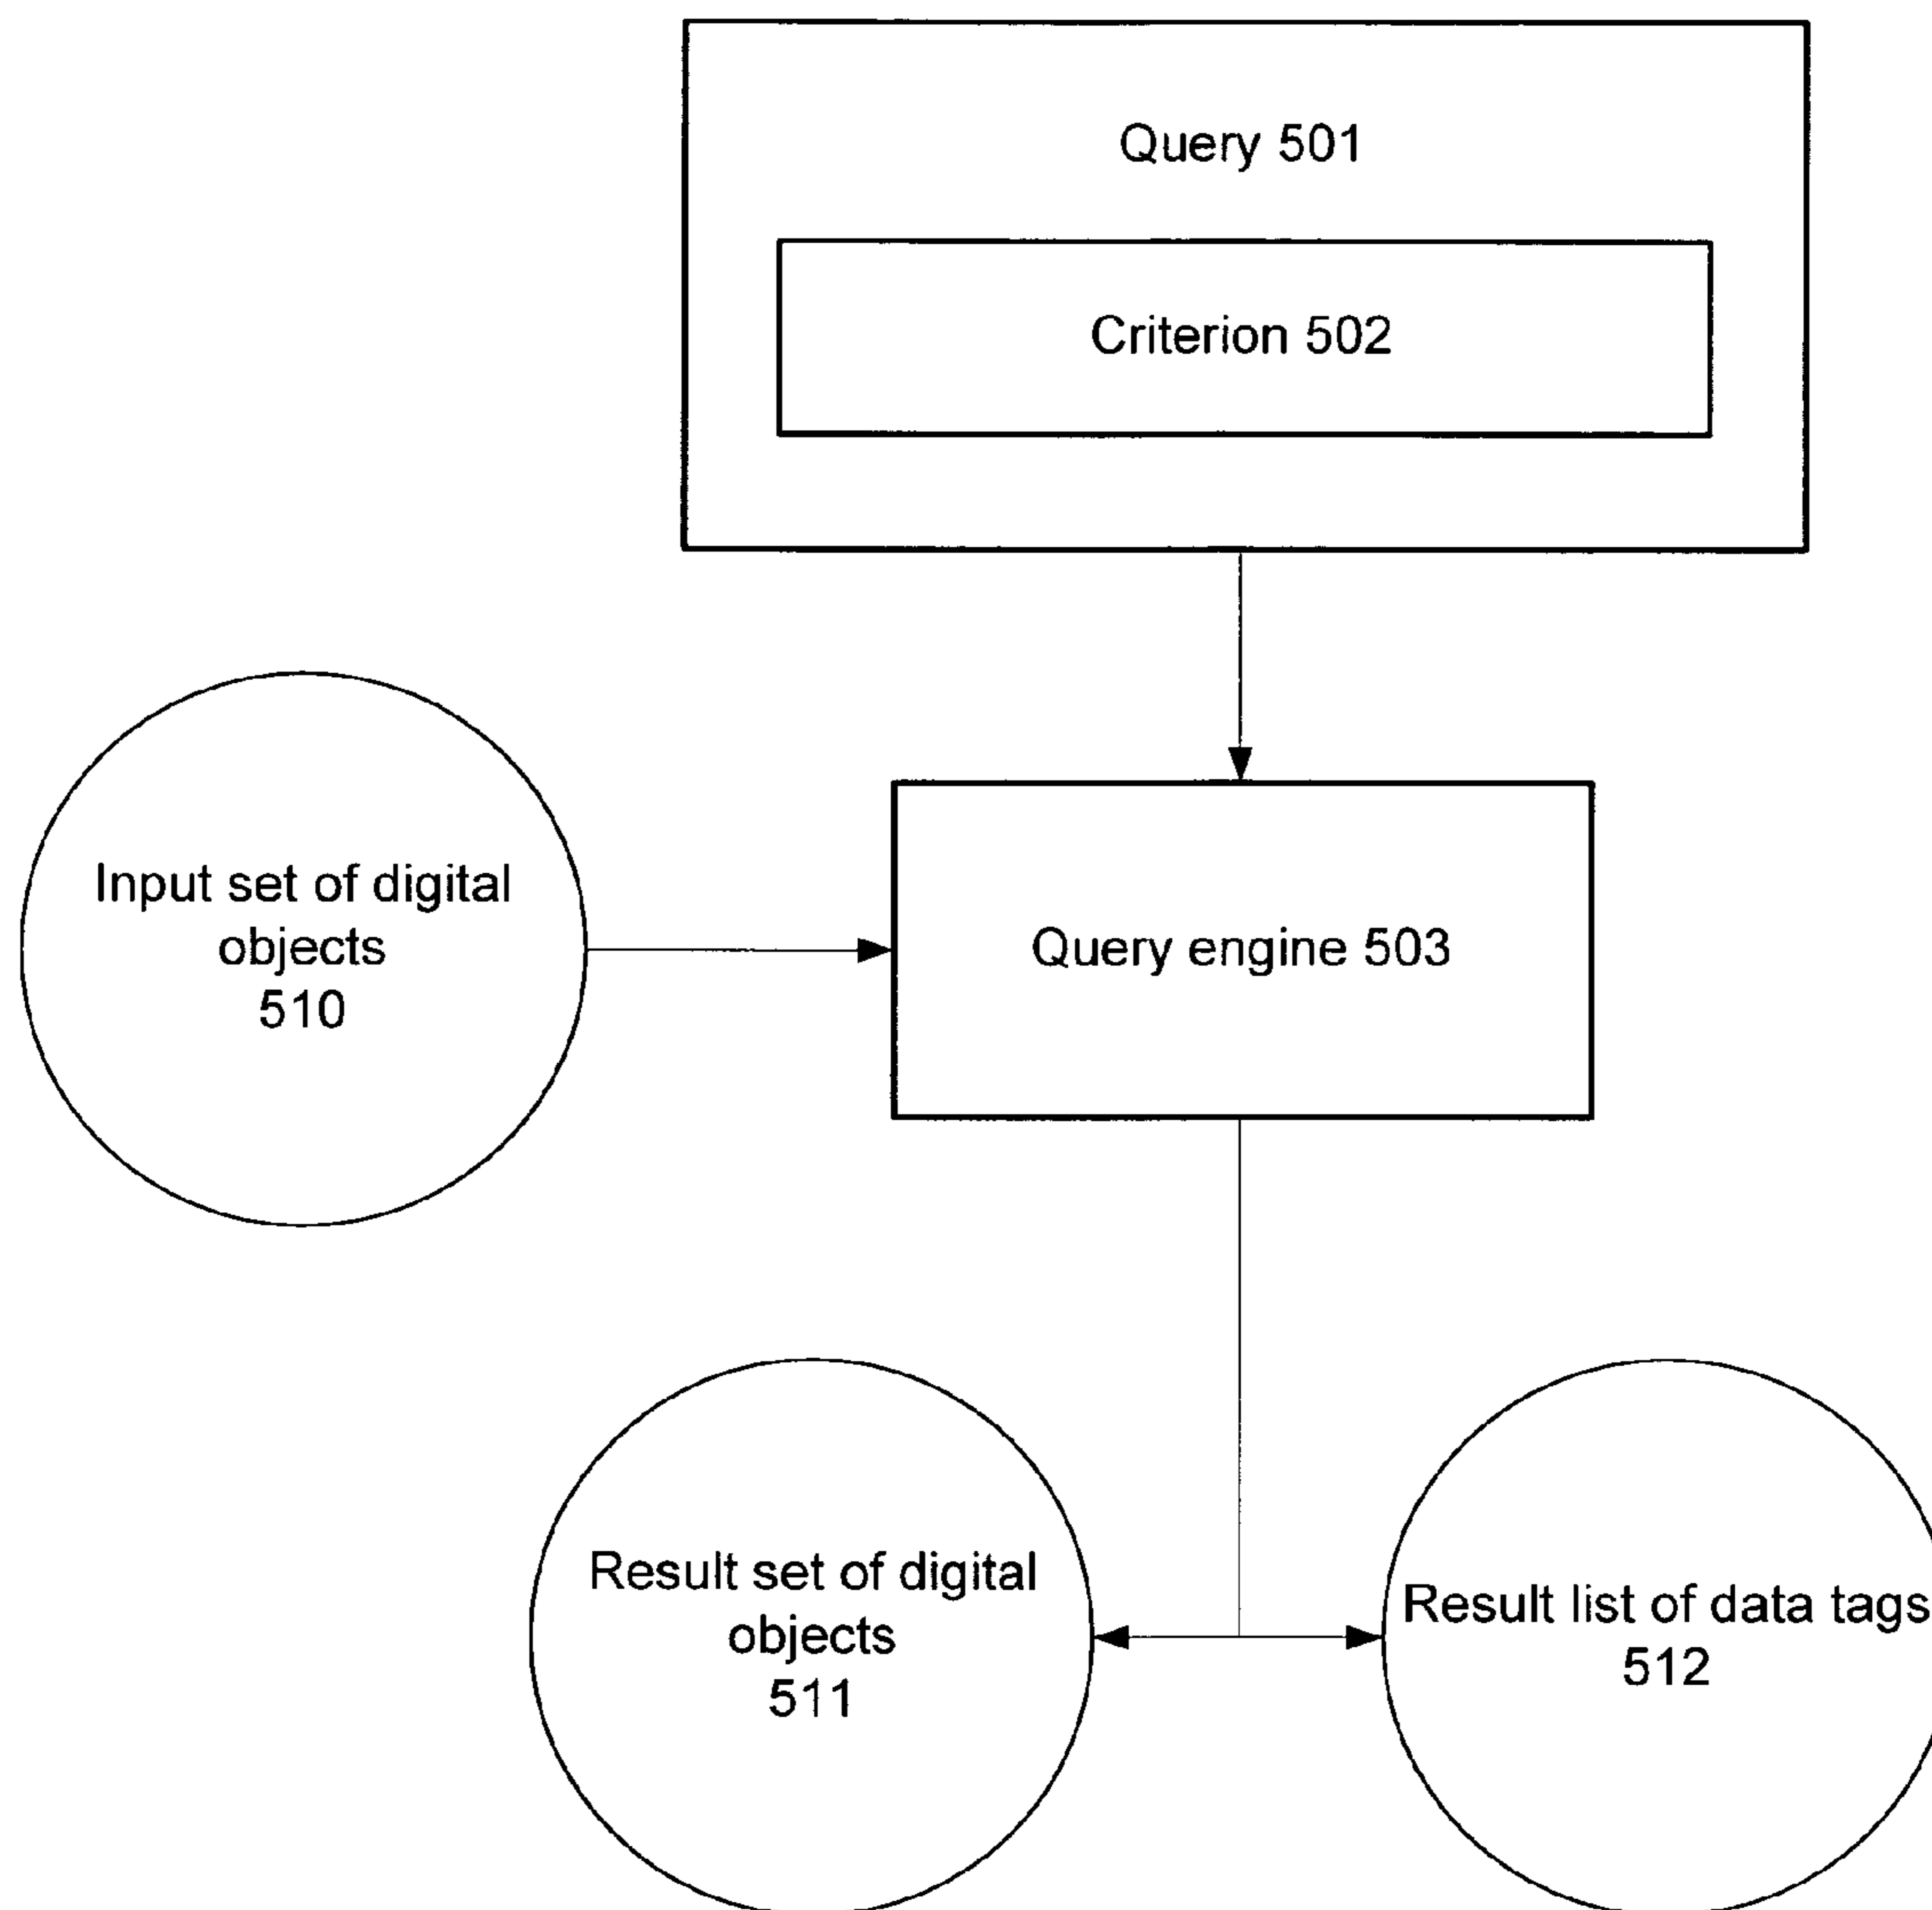 Query 501
Criterion 502
Input set of digital
objects
510
Query engine 503
Result set of digital
objects
511
Result list of data tags
512